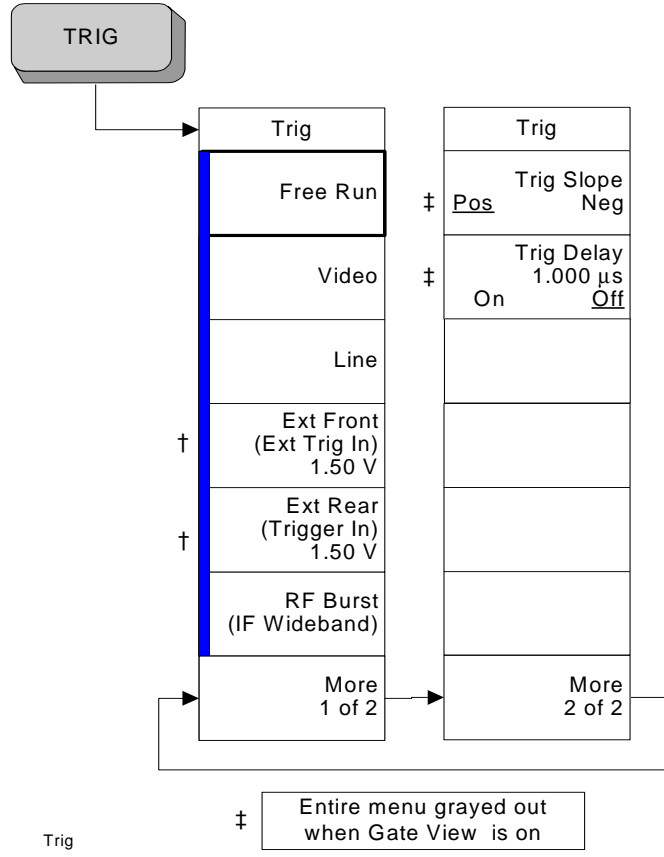 TRIG
Trig
Free Run
Video
Line
†
Ext Front
(Ext Trig In)
1.50 V
†
Ext Rear
(Trigger In)
1.50 V
RF Burst
(IF Wideband)
More
1 of 2
Trig
‡
Trig Slope
Pos Neg
‡
Trig Delay
1.000 μs
On Off
More
2 of 2
‡
Entire menu grayed out
when Gate View is on
Trig